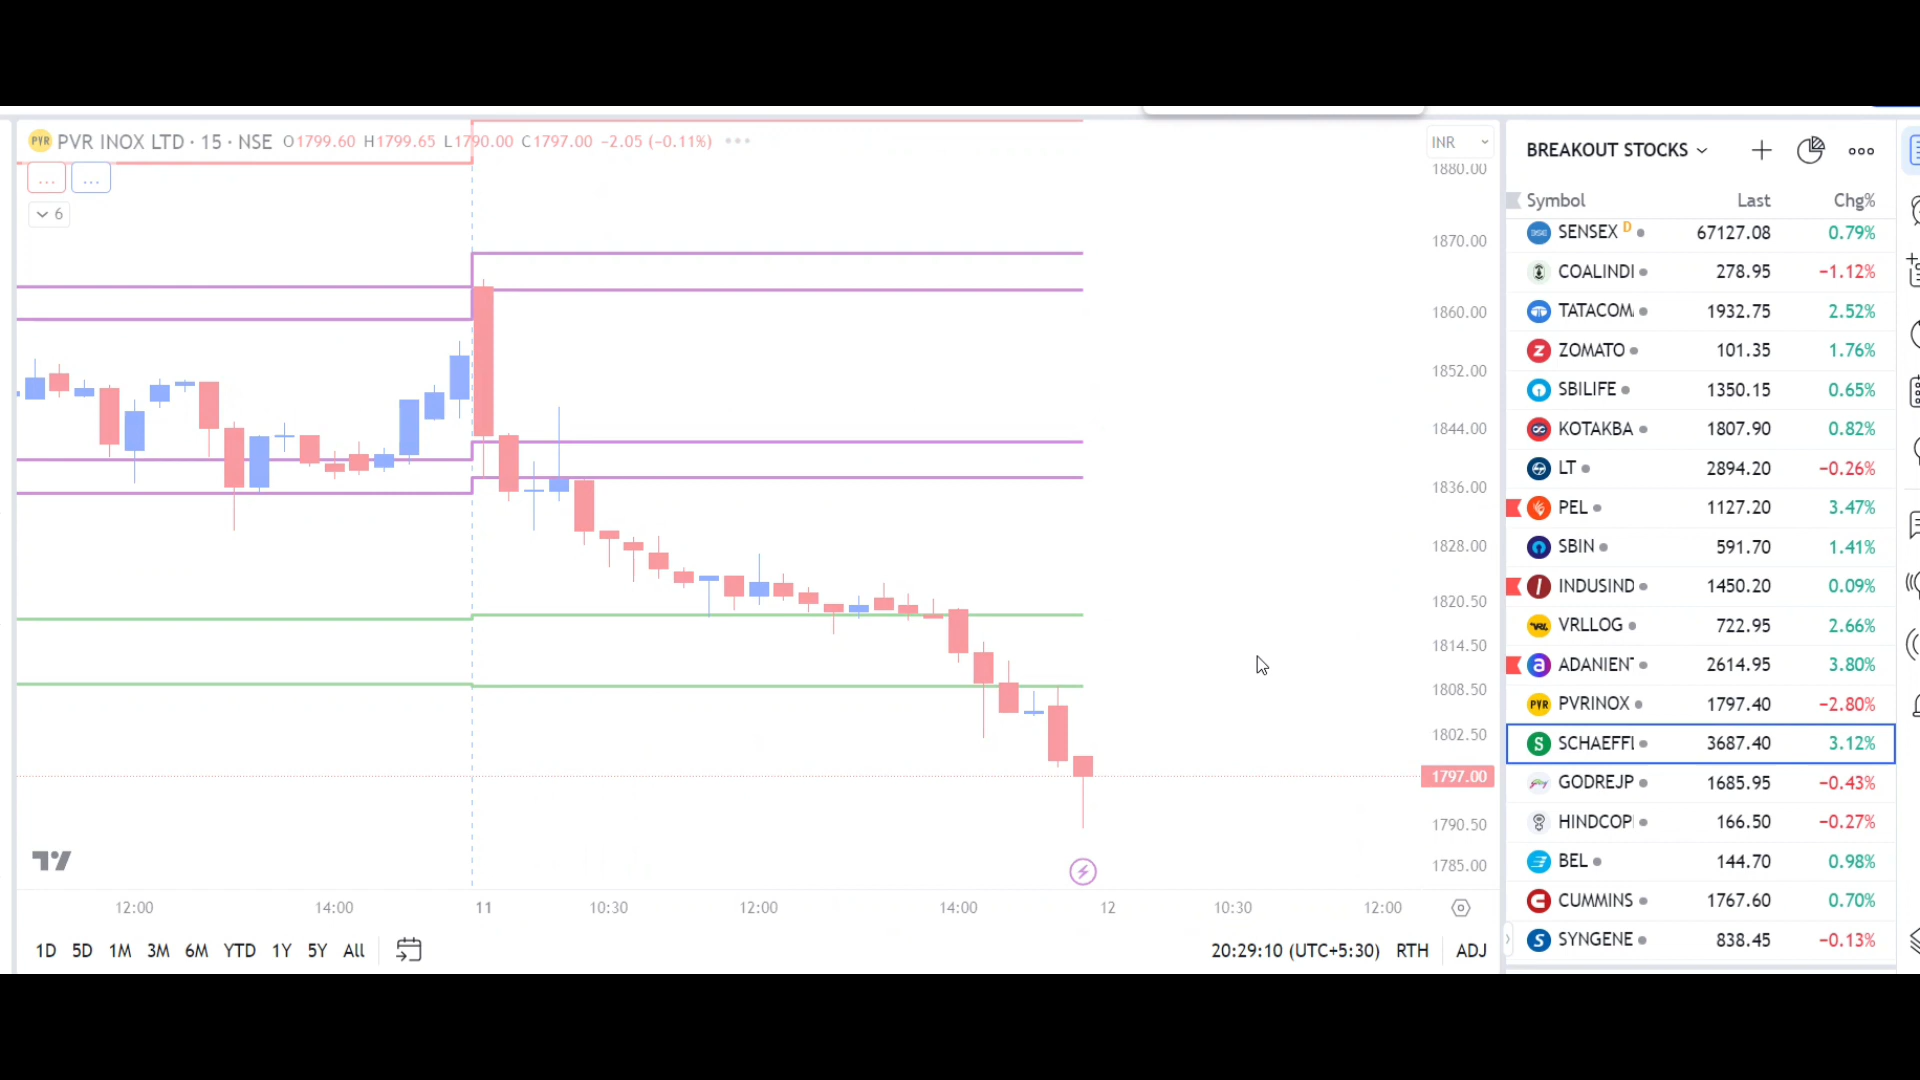 PVR PVR INOX LTD · 15 · NSE O1799.60 H1799.65 L1790.00 C1797.00 −2.05 (−0.11%)
... ...
6
INR
1880.00
1870.00
1860.00
1852.00
1844.00
1836.00
1828.00
1820.50
1814.50
1808.50
1802.50
1797.00
1790.50
1785.00
12:00 14:00 11 10:30 12:00 14:00 12 10:30 12:00
1D 5D 1M 3M 6M YTD 1Y 5Y All 20:29:10 (UTC+5:30) RTH ADJ
BREAKOUT STOCKS
Symbol Last Chg%
SENSEX D 67127.08 0.79%
COALINDI 278.95 −1.12%
TATACOM 1932.75 2.52%
ZOMATO 101.35 1.76%
SBILIFE 1350.15 0.65%
KOTAKBA 1807.90 0.82%
LT 2894.20 −0.26%
PEL 1127.20 3.47%
SBIN 591.70 1.41%
INDUSIND 1450.20 0.09%
VRLLOG 722.95 2.66%
ADANIENT 2614.95 3.80%
PVR PVRINOX 1797.40 −2.80%
S SCHAEFFL 3687.40 3.12%
GODREJP 1685.95 −0.43%
HINDCOP 166.50 −0.27%
BEL 144.70 0.98%
CUMMINS 1767.60 0.70%
S SYNGENE 838.45 −0.13%